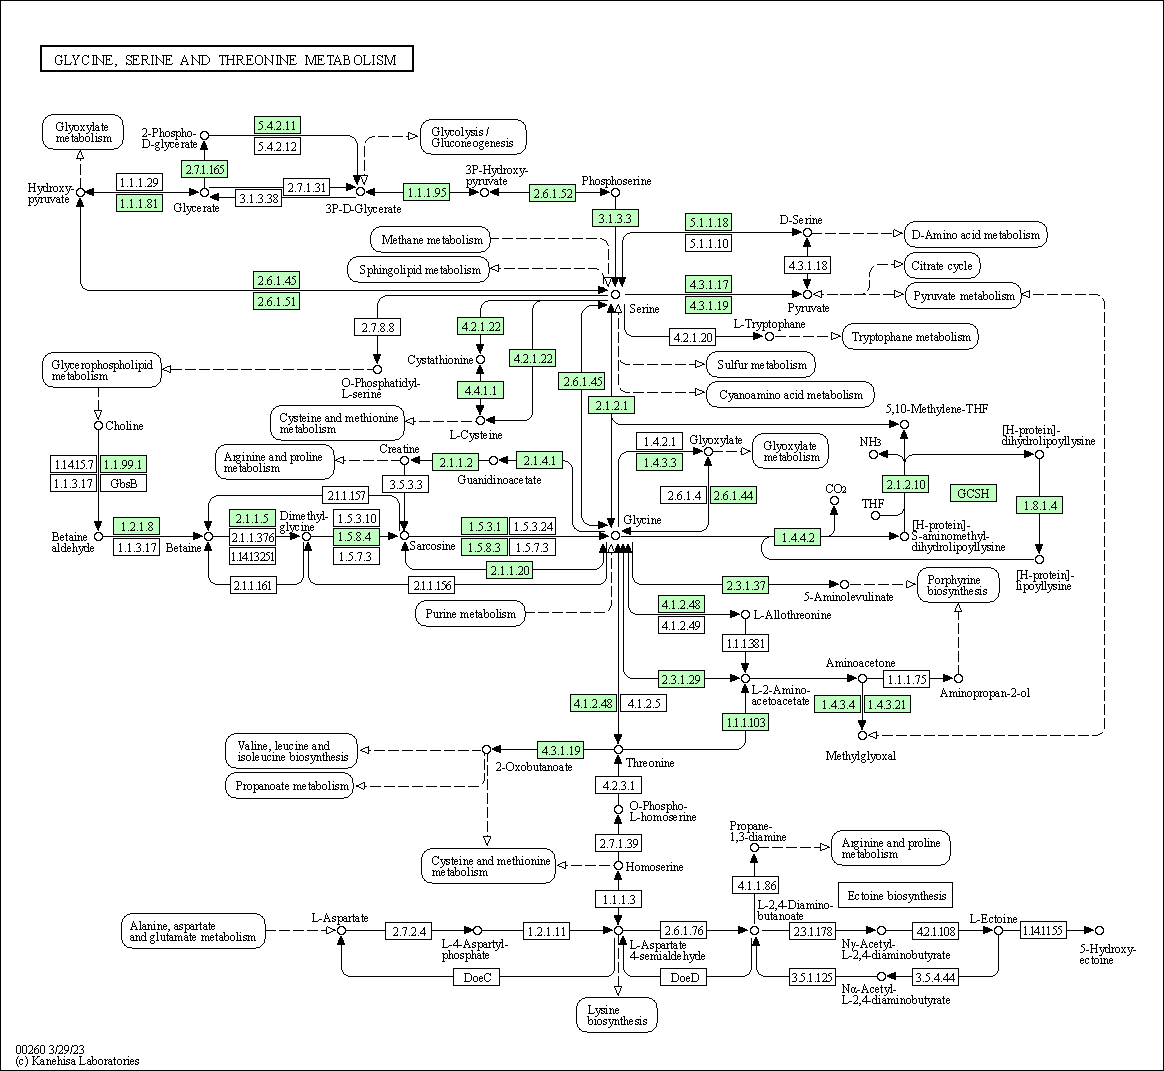 GLYCINE, SERINE AND THREONINE METABOLISM
Glyoxylate
metabolism
2-Phospho-
D-glycerate
5.4.2.11
5.4.2.12
Glycolysis /
Gluconeogenesis
2.7.1.165
Hydroxy-
pyruvate
1.1.1.29
1.1.1.81
Glycerate
2.7.1.31
3.1.3.38
3P-D-Glycerate
1.1.1.95
3P-Hydroxy-
pyruvate
2.6.1.52
Phosphoserine
3.1.3.3
Methane metabolism
Sphingolipid metabolism
5.1.1.18
5.1.1.10
D-Serine
D-Amino acid metabolism
4.3.1.18
Citrate cycle
2.6.1.45
2.6.1.51
4.3.1.17
4.3.1.19
Pyruvate
Pyruvate metabolism
Serine
2.7.8.8
4.2.1.22
4.2.1.20
L-Tryptophane
Tryptophane metabolism
Glycerophospholipid
metabolism
Cystathionine
4.2.1.22
O-Phosphatidyl-
L-serine
4.4.1.1
2.6.1.45
2.1.2.1
Sulfur metabolism
Cyanoamino acid metabolism
Choline
Cysteine and methionine
metabolism
L-Cysteine
5,10-Methylene-THF
Arginine and proline
metabolism
Creatine
2.1.1.2
Guanidinoacetate
2.1.4.1
1.4.2.1
1.4.3.3
Glyoxylate
Glyoxylate
metabolism
NH3
[H-protein]-
dihydrolipoyllysine
1.14.15.7
1.1.99.1
1.1.3.17
GbsB
3.5.3.3
2.1.1.157
2.6.1.4
2.6.1.44
CO2
2.1.2.10
GCSH
THF
1.8.1.4
Betaine
aldehyde
1.2.1.8
1.1.3.17
Betaine
2.1.1.5
2.1.1.376
1.14.13.251
Dimethyl-
glycine
1.5.3.10
1.5.8.4
1.5.7.3
Sarcosine
1.5.3.1
1.5.3.24
1.5.8.3
1.5.7.3
Glycine
1.4.4.2
[H-protein]-
S-aminomethyl-
dihydrolipoyllysine
2.1.1.20
[H-protein]-
lipoyllysine
2.1.1.161
2.1.1.156
Purine metabolism
2.3.1.37
5-Aminolevulinate
Porphyrine
biosynthesis
4.1.2.48
4.1.2.49
L-Allothreonine
1.1.1.381
2.3.1.29
L-2-Amino-
acetoacetate
Aminoacetone
1.1.1.75
Aminopropan-2-ol
4.1.2.48
4.1.2.5
1.1.1.103
1.4.3.4
1.4.3.21
Methylglyoxal
Valine, leucine and
isoleucine biosynthesis
Propanoate metabolism
2-Oxobutanoate
4.3.1.19
Threonine
4.2.3.1
O-Phospho-
L-homoserine
2.7.1.39
Cysteine and methionine
metabolism
Homoserine
1.1.1.3
Propane-
1,3-diamine
Arginine and proline
metabolism
4.1.1.86
Ectoine biosynthesis
Alanine, aspartate
and glutamate metabolism
L-Aspartate
2.7.2.4
L-4-Aspartyl-
phosphate
1.2.1.11
L-Aspartate
4-semialdehyde
2.6.1.76
L-2,4-Diamino-
butanoate
2.3.1.178
Nγ-Acetyl-
L-2,4-diaminobutyrate
4.2.1.108
L-Ectoine
1.14.11.55
5-Hydroxy-
ectoine
DoeC
DoeD
3.5.1.125
Nα-Acetyl-
L-2,4-diaminobutyrate
3.5.4.44
Lysine
biosynthesis
00260 3/29/23
(c) Kanehisa Laboratories